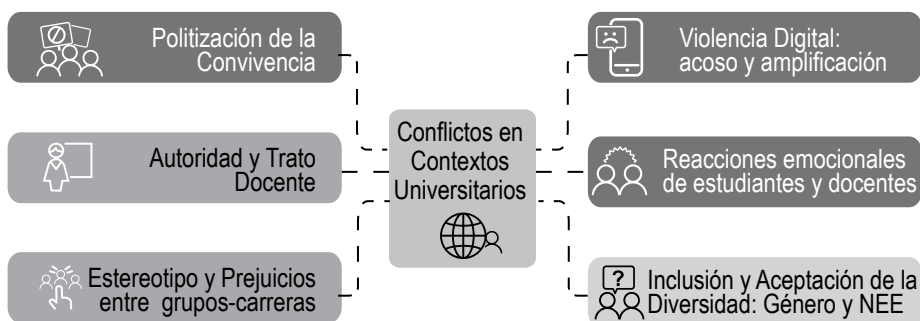 Politización de la
Convivencia
Autoridad y Trato
Docente
Estereotipo y Prejuicios
entre grupos-carreras
Conflictos en
Contextos
Universitarios
Violencia Digital:
acoso y amplificación
Reacciones emocionales
de estudiantes y docentes
?
Inclusión y Aceptación de la
Diversidad: Género y NEE